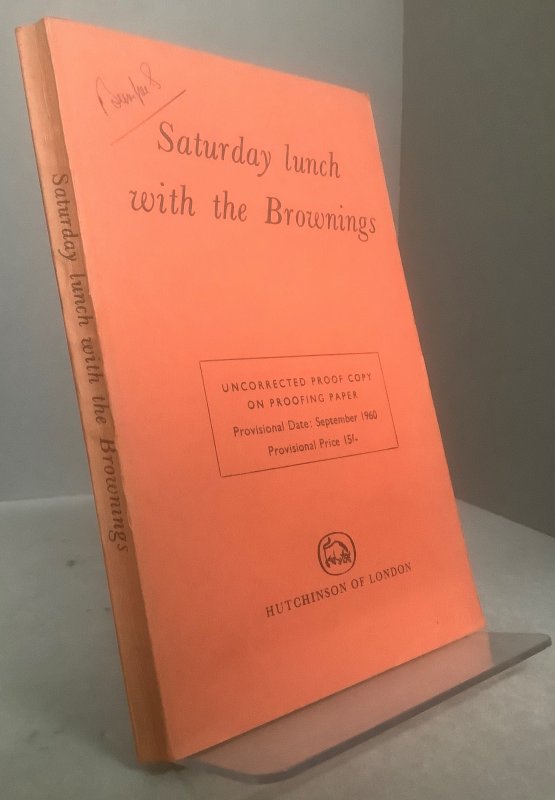 Saturday lunch
with the Brownings
UNCORRECTED PROOF COPY
ON PROOFING PAPER
Provisional Date: September 1960
Provisional Price 15/-
HUTCHINSON OF LONDON
Saturday lunch with the Brownings